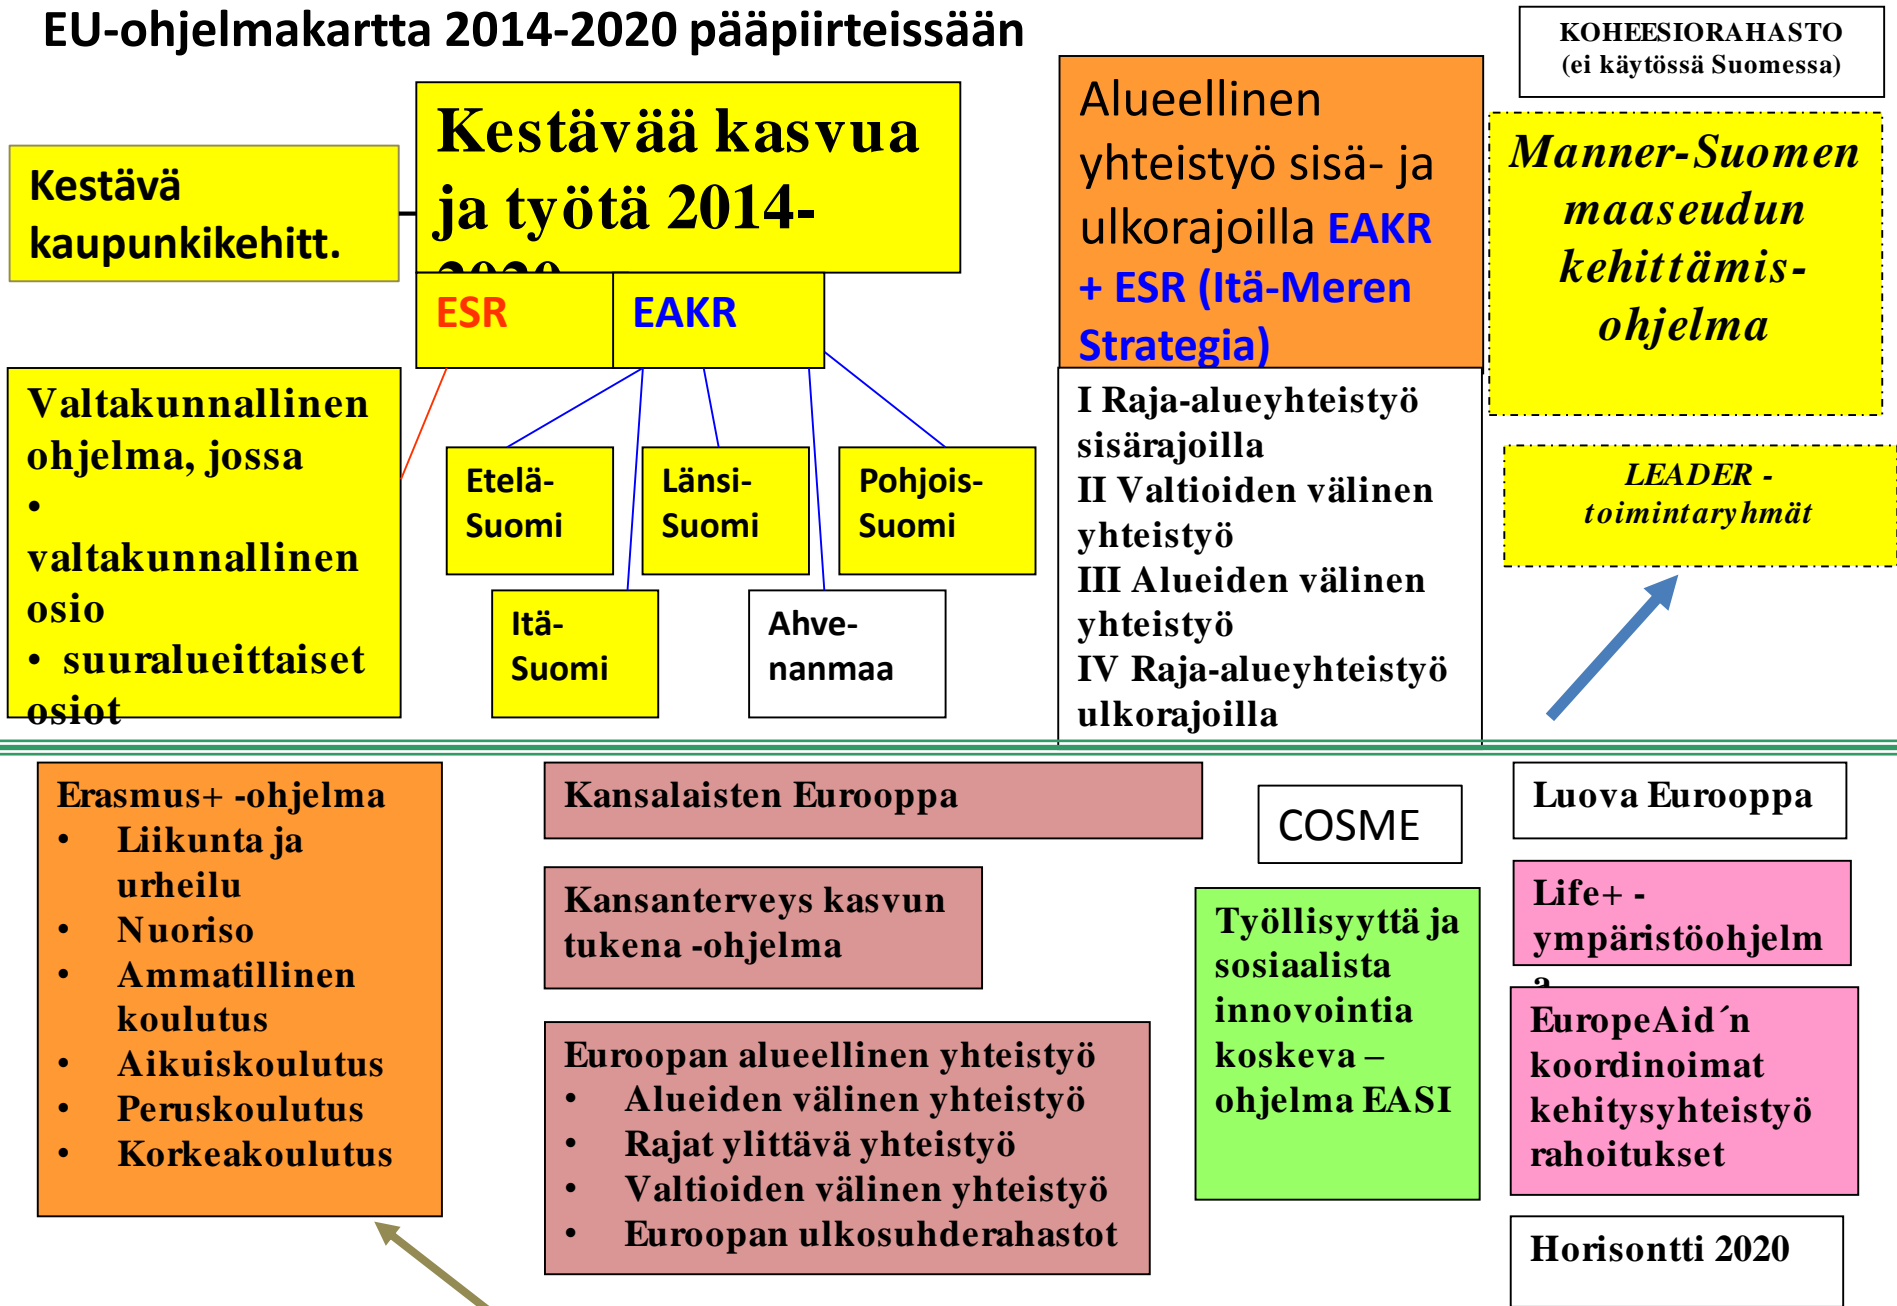 EU-ohjelmakartta 2014-2020 pääpiirteissään
KOHEESIORAHASTO
(ei käytössä Suomessa)
Kestävä
kaupunkikehitt.
Kestävää kasvua
ja työtä 2014-
2020
ESR
EAKR
Alueellinen
yhteistyö sisä- ja
ulkorajoilla EAKR
+ ESR (Itä-Meren
Strategia)
Manner-Suomen
maaseudun
kehittämis-
ohjelma
Valtakunnallinen
ohjelma, jossa
•
valtakunnallinen
osio
• suuralueittaiset
osiot
Etelä-
Suomi
Länsi-
Suomi
Pohjois-
Suomi
Itä-
Suomi
Ahve-
nanmaa
I Raja-alueyhteistyö
sisärajoilla
II Valtioiden välinen
yhteistyö
III Alueiden välinen
yhteistyö
IV Raja-alueyhteistyö
ulkorajoilla
LEADER -
toimintaryhmät
Erasmus+ -ohjelma
• Liikunta ja
urheilu
• Nuoriso
• Ammatillinen
koulutus
• Aikuiskoulutus
• Peruskoulutus
• Korkeakoulutus
Kansalaisten Eurooppa
Kansanterveys kasvun
tukena -ohjelma
Euroopan alueellinen yhteistyö
• Alueiden välinen yhteistyö
• Rajat ylittävä yhteistyö
• Valtioiden välinen yhteistyö
• Euroopan ulkosuhderahastot
COSME
Työllisyyttä ja
sosiaalista
innovointia
koskeva –
ohjelma EASI
Luova Eurooppa
Life+ -
ympäristöohjelm
a
EuropeAid´n
koordinoimat
kehitysyhteistyö
rahoitukset
Horisontti 2020